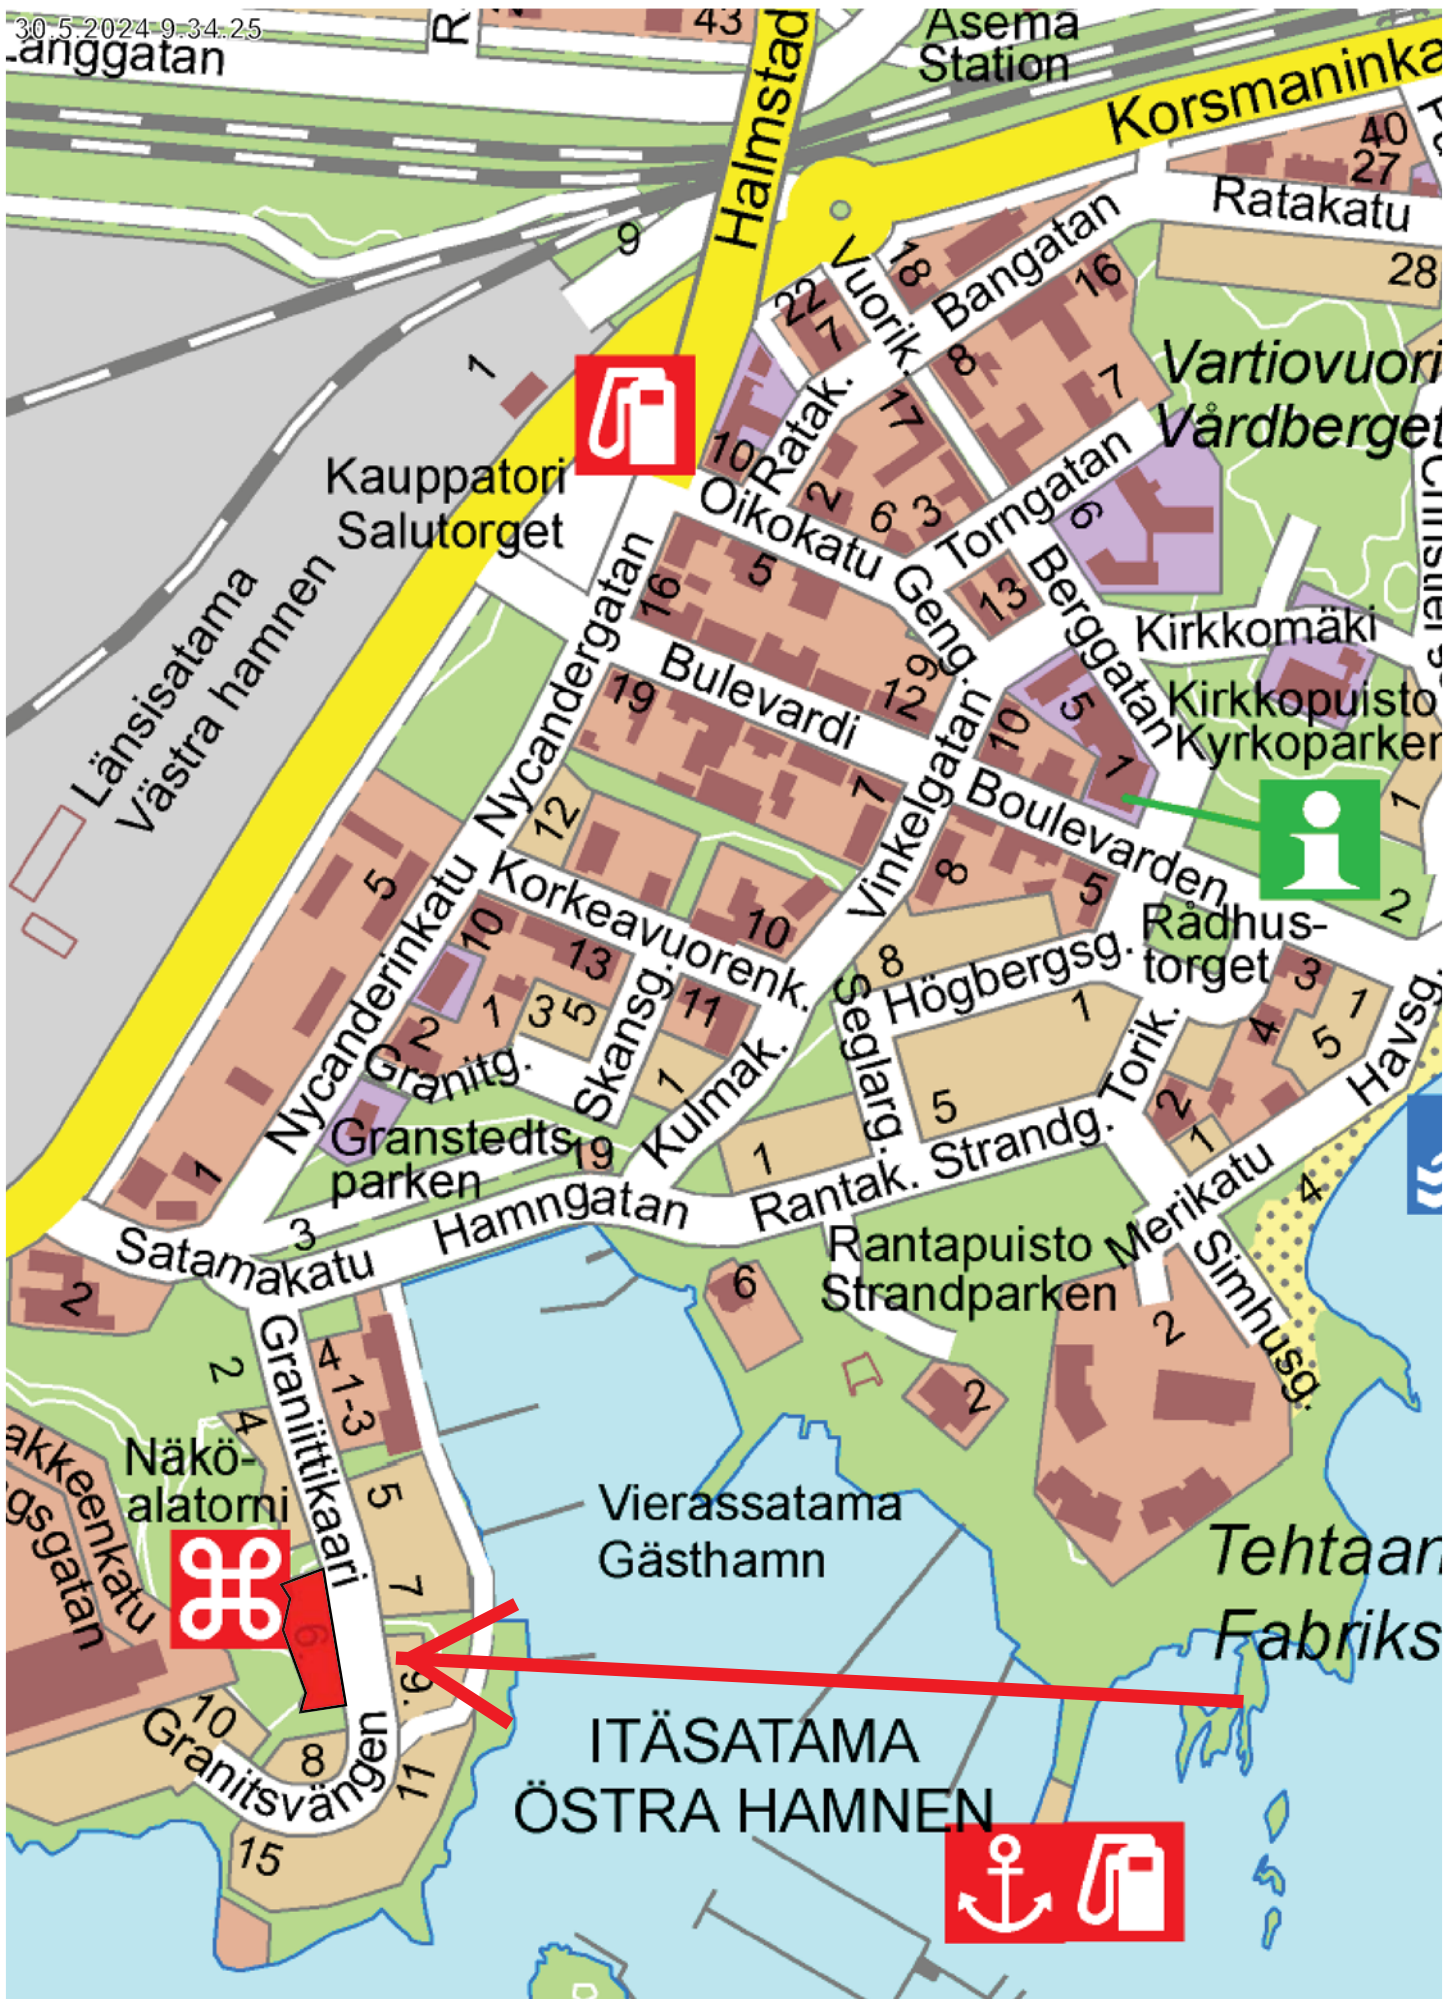 30.5.2024 9.34.25
43
Asema
Station
Halmstad
Korsmaninka
40
27
Ratakatu
28
9
Vuorik.
18
Bangatan
16
22
7
8
7
Vartiovuori
Vårdberget
1
10
Ratak.
17
2
6
3
Torngatan
6
Kauppatori
Salutorget
Oikokatu
5
16
Geng.
13
Berggatan
Kirkkomäki
Länsisatama
Västra hamnen
Nycandergatan
Bulevardi
9
12
19
7
Vinkelgatan
10
5
1
Kirkkopuisto
Kyrkoparken
1
12
Boulevarden
8
5
2
5
Korkeavuorenk.
10
Rådhus-
torget
Nycanderinkatu
10
13
8
Högbergsg.
3
1
5
4
Havsg.
1
3
5
2
Skansg.
11
Seglarg.
1
Torik.
Granitg.
1
Kulmak.
5
2
1
Granstedts
parken
19
1
Rantak.
Strandg.
Merikatu
4
1
3
Hamngatan
Satamakatu
Rantapuisto
Strandparken
Simhusg.
2
6
2
2
Graniittikaari
4
1-3
2
4
Näkö-
alatorni
5
Vierassatama
Gästhamn
7
6.
9.
ITÄSATAMA
ÖSTRA HAMNEN
10
8
Granitsvängen
11
15